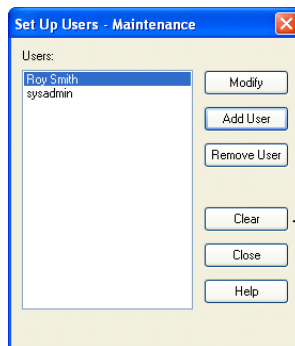 Set Up Users - Maintenance
Users:
Roy Smith
sysadmin
Modify
Add User
Remove User
Clear
Close
Help